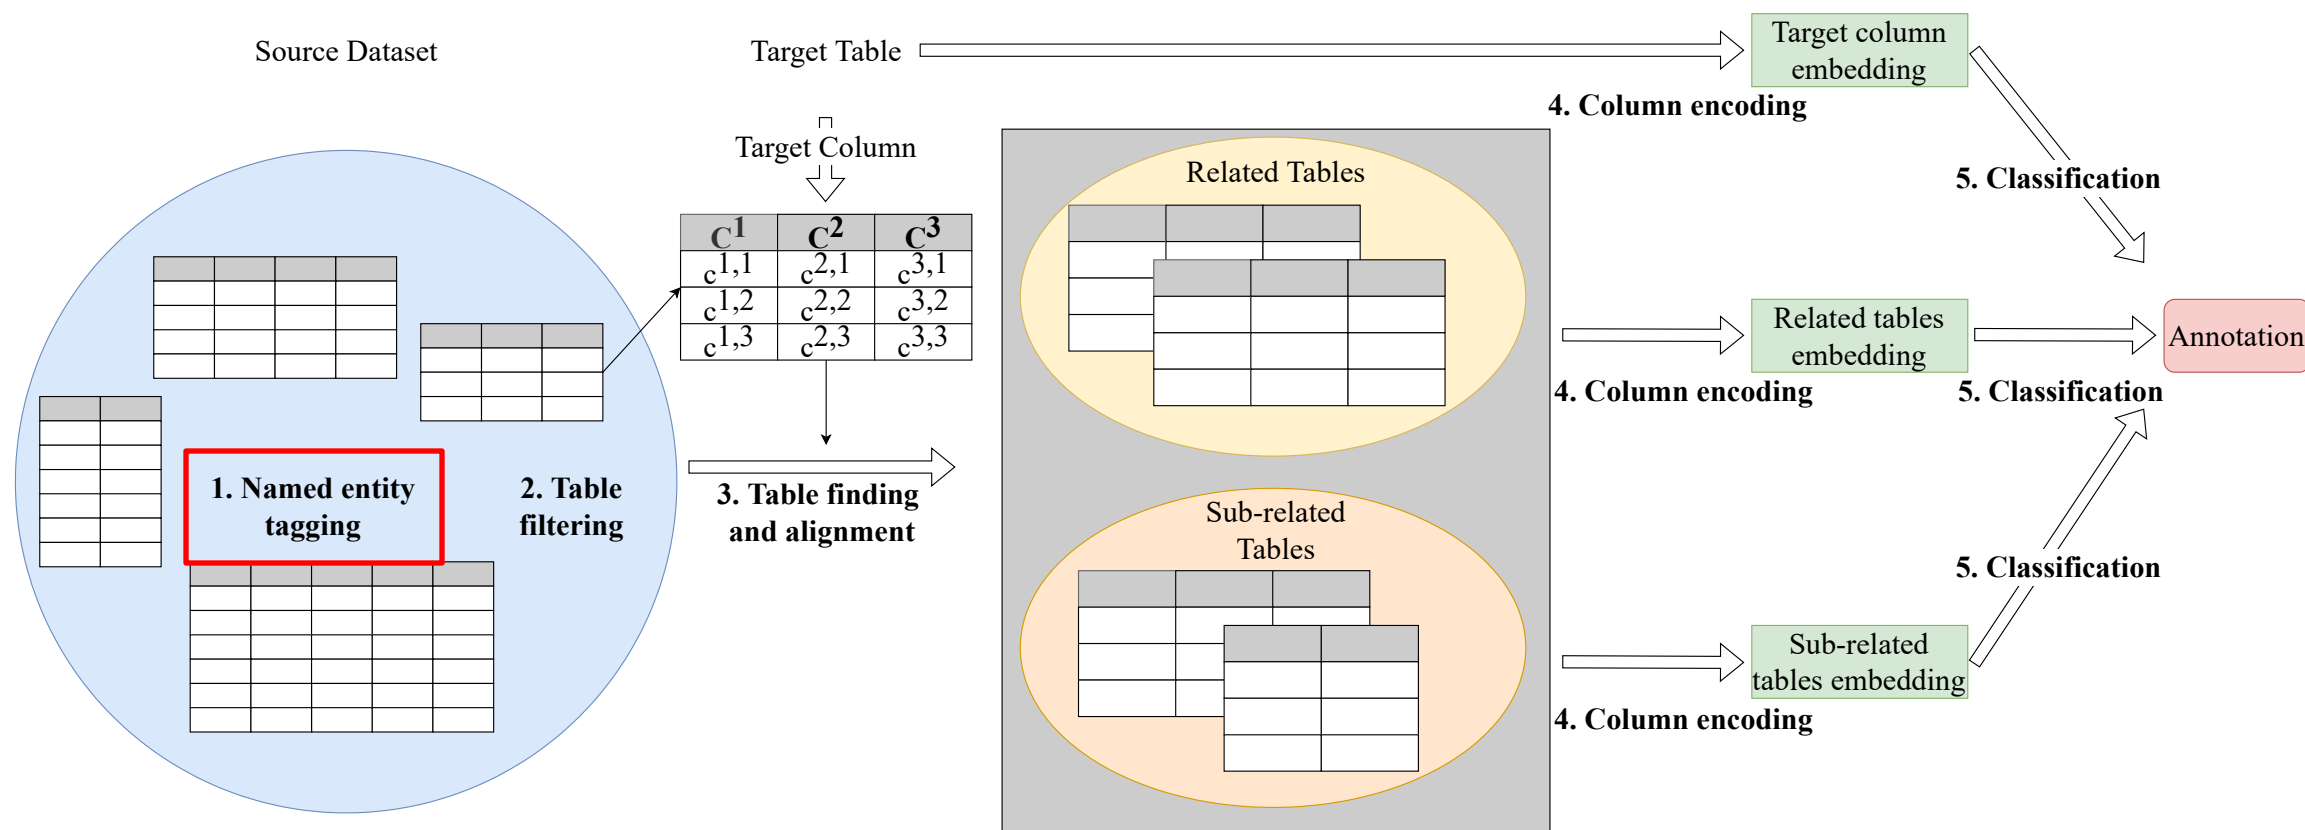 Source Dataset
Target Table
Target column
embedding
4. Column encoding
Target Column
5. Classification
Related Tables
C1 C2 C3
c1,1 c2,1 c3,1
c1,2 c2,2 c3,2
c1,3 c2,3 c3,3
Related tables
embedding
Annotation
4. Column encoding
5. Classification
1. Named entity
tagging
2. Table
filtering
3. Table finding
and alignment
Sub-related
Tables
5. Classification
Sub-related
tables embedding
4. Column encoding